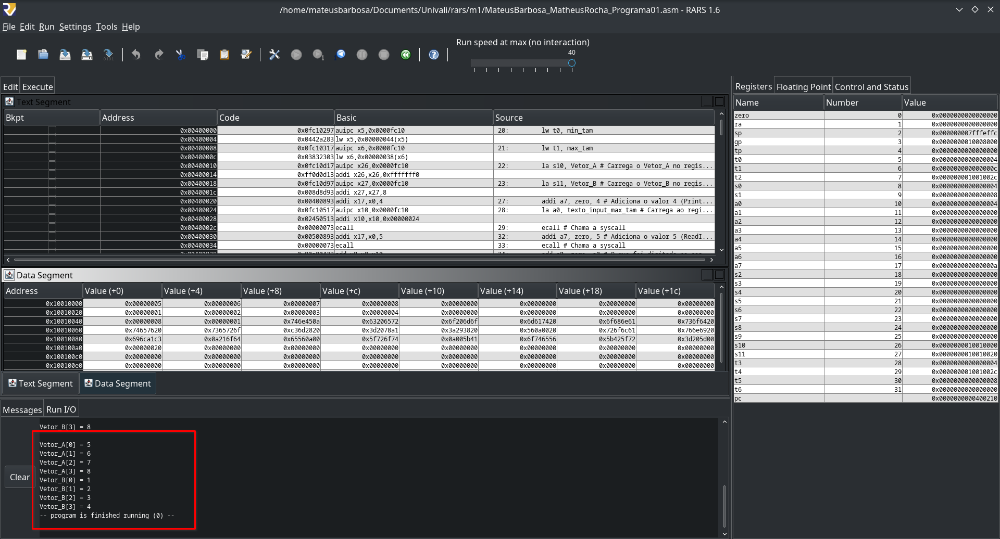 /home/mateusbarbosa/Documents/Univali/rars/m1/MateusBarbosa_MatheusRocha_Programa01.asm - RARS 1.6
File Edit Run Settings Tools Help
Run speed at max (no interaction)
40
Edit Execute
Text Segment
Bkpt Address Code Basic Source
0x00400000 0x0fc10297 auipc x5,0x0000fc10 20: lw t0, min_tam
0x00400004 0x0442a283 lw x5,0x00000044(x5)
0x00400008 0x0fc10317 auipc x6,0x0000fc10 21: lw t1, max_tam
0x0040000c 0x03832303 lw x6,0x00000038(x6)
0x00400010 0x0fc10d17 auipc x26,0x0000fc10 22: la s10, Vetor_A # Carrega o Vetor_A no regis...
0x00400014 0xff0d0d13 addi x26,x26,0xfffffff0
0x00400018 0x0fc10d97 auipc x27,0x0000fc10 23: la s11, Vetor_B # Carrega o Vetor_B no regis...
0x0040001c 0x008d8d93 addi x27,x27,8
0x00400020 0x00400893 addi x17,x0,4 27: addi a7, zero, 4 # Adiciona o valor 4 (Print...
0x00400024 0x0fc10517 auipc x10,0x0000fc10 28: la a0, texto_input_max_tam # Carrega ao regi...
0x00400028 0x02450513 addi x10,x10,0x00000024
0x0040002c 0x00000073 ecall 29: ecall # Chama a syscall
0x00400030 0x00500893 addi x17,x0,5 32: addi a7, zero, 5 # Adiciona o valor 5 (ReadI...
0x00400034 0x00000073 ecall 33: ecall # Chama a syscall
Data Segment
Address Value (+0) Value (+4) Value (+8) Value (+c) Value (+10) Value (+14) Value (+18) Value (+1c)
0x10010000 0x00000005 0x00000006 0x00000007 0x00000008 0x00000000 0x00000000 0x00000000 0x00000000
0x10010020 0x00000001 0x00000002 0x00000003 0x00000004 0x00000000 0x00000000 0x00000000 0x00000000
0x10010040 0x00000008 0x00000001 0x746e450a 0x63206572 0x6f206d6f 0x6d617420 0x6f686e61 0x736f6420
0x10010060 0x74657620 0x7365726f 0xc36d2820 0x3d2078a1 0x3a293820 0x560a0020 0x726f6c61 0x766e6920
0x10010080 0x696ca1c3 0x0a216f64 0x65560a00 0x5f726f74 0x0a005b41 0x6f746556 0x5b425f72 0x3d205d00
0x100100a0 0x00000020 0x00000000 0x00000000 0x00000000 0x00000000 0x00000000 0x00000000 0x00000000
0x100100c0 0x00000000 0x00000000 0x00000000 0x00000000 0x00000000 0x00000000 0x00000000 0x00000000
0x100100e0 0x00000000 0x00000000 0x00000000 0x00000000 0x00000000 0x00000000 0x00000000 0x00000000
Text Segment Data Segment
Messages Run I/O
Clear
Vetor_B[3] = 8
Vetor_A[0] = 5
Vetor_A[1] = 6
Vetor_A[2] = 7
Vetor_A[3] = 8
Vetor_B[0] = 1
Vetor_B[1] = 2
Vetor_B[2] = 3
Vetor_B[3] = 4
-- program is finished running (0) --
Registers Floating Point Control and Status
Name Number Value
zero 0 0x0000000000000000
ra 1 0x0000000000000000
sp 2 0x000000007fffeffc
gp 3 0x0000000010008000
tp 4 0x0000000000000000
t0 5 0x0000000000000004
t1 6 0x000000000000000c
t2 7 0x000000001001002c
s0 8 0x0000000000000004
s1 9 0x0000000000000008
a0 10 0x0000000000000004
a1 11 0x0000000000000000
a2 12 0x0000000000000000
a3 13 0x0000000000000000
a4 14 0x0000000000000000
a5 15 0x0000000000000000
a6 16 0x0000000000000000
a7 17 0x000000000000000a
s2 18 0x0000000000000000
s3 19 0x0000000000000000
s4 20 0x0000000000000000
s5 21 0x0000000000000000
s6 22 0x0000000000000000
s7 23 0x0000000000000000
s8 24 0x0000000000000000
s9 25 0x0000000000000000
s10 26 0x0000000010010000
s11 27 0x0000000010010020
t3 28 0x0000000000000004
t4 29 0x000000001001002c
t5 30 0x0000000000000008
t6 31 0x0000000000000000
pc 0x0000000000400210